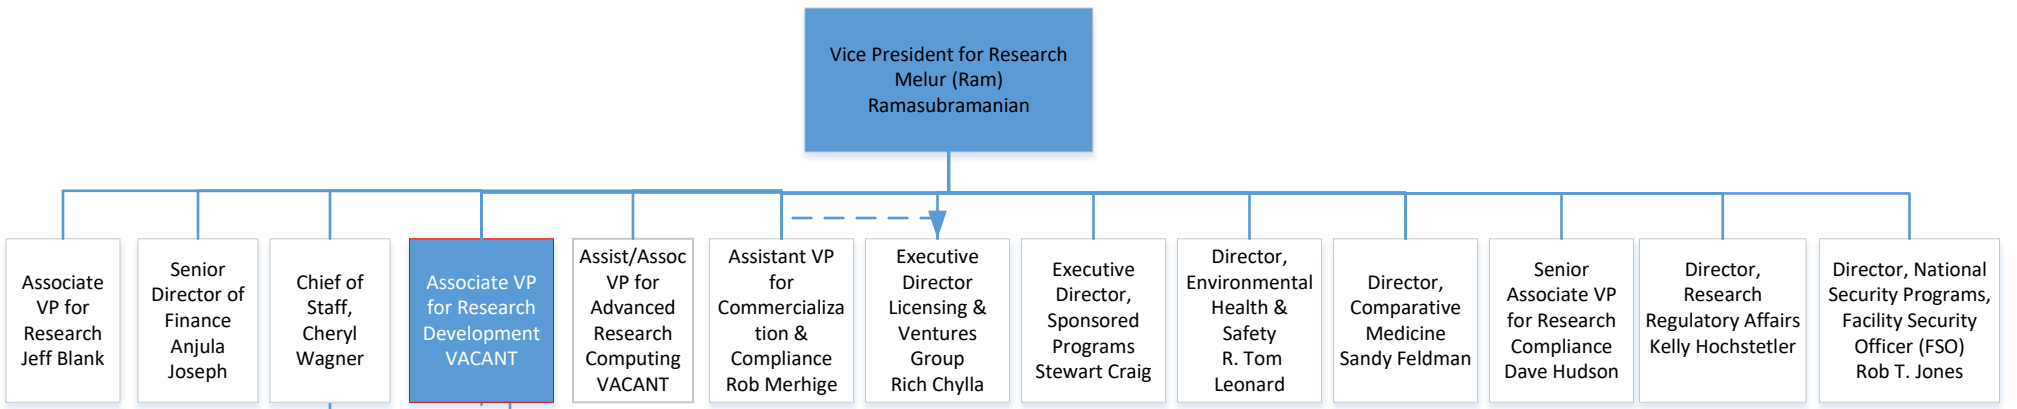 Vice President for Research
Melur (Ram)
Ramasubramanian
Associate
VP for
Research
Jeff Blank
Senior
Director of
Finance
Anjula
Joseph
Chief of
Staff,
Cheryl
Wagner
Associate VP
for Research
Development
VACANT
Assist/Assoc
VP for
Advanced
Research
Computing
VACANT
Assistant VP
for
Commercializa
tion &
Compliance
Rob Merhige
Executive
Director
Licensing &
Ventures
Group
Rich Chylla
Executive
Director,
Sponsored
Programs
Stewart Craig
Director,
Environmental
Health &
Safety
R. Tom
Leonard
Director,
Comparative
Medicine
Sandy Feldman
Senior
Associate VP
for Research
Compliance
Dave Hudson
Director,
Research
Regulatory Affairs
Kelly Hochstetler
Director, National
Security Programs,
Facility Security
Officer (FSO)
Rob T. Jones